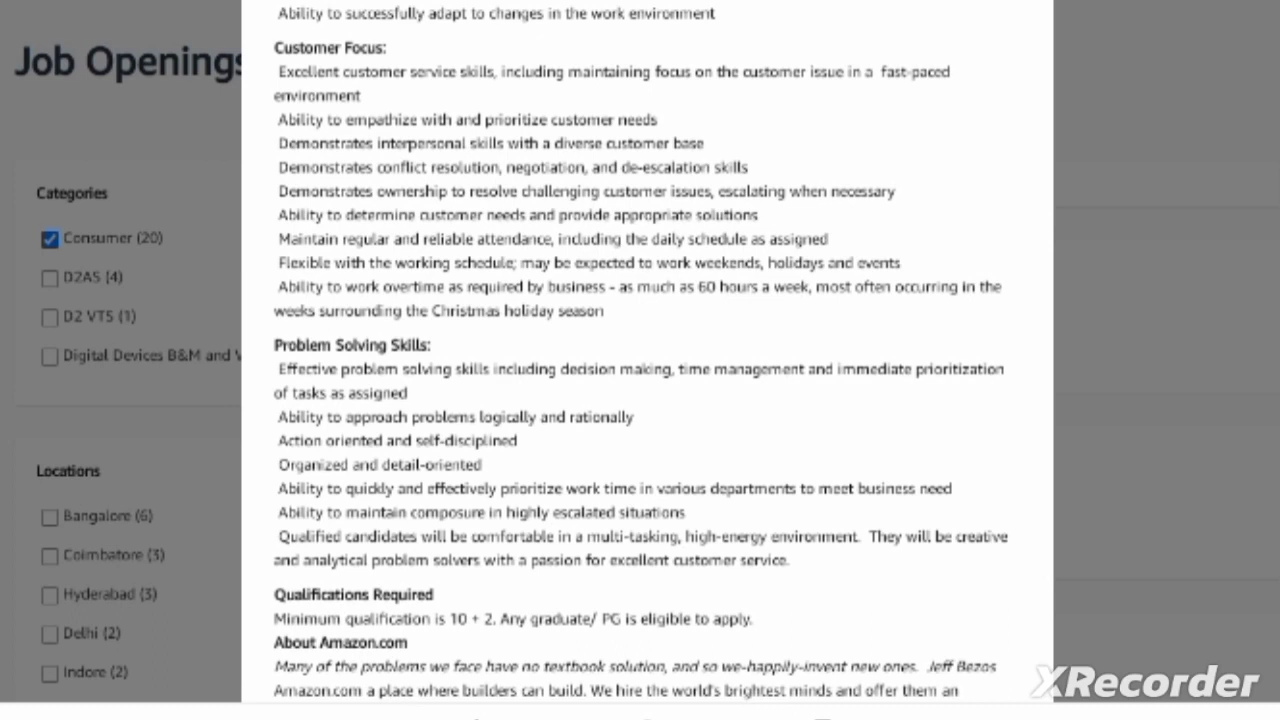 Ability to successfully adapt to changes in the work environment
Job Openings
Customer Focus:
Excellent customer service skills, including maintaining focus on the customer issue in a fast-paced
environment
Ability to empathize with and prioritize customer needs
Demonstrates interpersonal skills with a diverse customer base
Demonstrates conflict resolution, negotiation, and de-escalation skills
Demonstrates ownership to resolve challenging customer issues, escalating when necessary
Ability to determine customer needs and provide appropriate solutions
Maintain regular and reliable attendance, including the daily schedule as assigned
Flexible with the working schedule; may be expected to work weekends, holidays and events
Ability to work overtime as required by business - as much as 60 hours a week, most often occurring in the
weeks surrounding the Christmas holiday season
Problem Solving Skills:
Effective problem solving skills including decision making, time management and immediate prioritization
of tasks as assigned
Ability to approach problems logically and rationally
Action oriented and self-disciplined
Organized and detail-oriented
Ability to quickly and effectively prioritize work time in various departments to meet business need
Ability to maintain composure in highly escalated situations
Qualified candidates will be comfortable in a multi-tasking, high-energy environment. They will be creative
and analytical problem solvers with a passion for excellent customer service.
Qualifications Required
Minimum qualification is 10 + 2. Any graduate/ PG is eligible to apply.
About Amazon.com
Many of the problems we face have no textbook solution, and so we-happily-invent new ones. Jeff Bezos
Amazon.com a place where builders can build. We hire the world's brightest minds and offer them an
Categories
Consumer (20)
D2AS (4)
D2 VTS (1)
Digital Devices B&M and
Locations
Bangalore (6)
Coimbatore (3)
Hyderabad (3)
Delhi (2)
Indore (2)
XRecorder